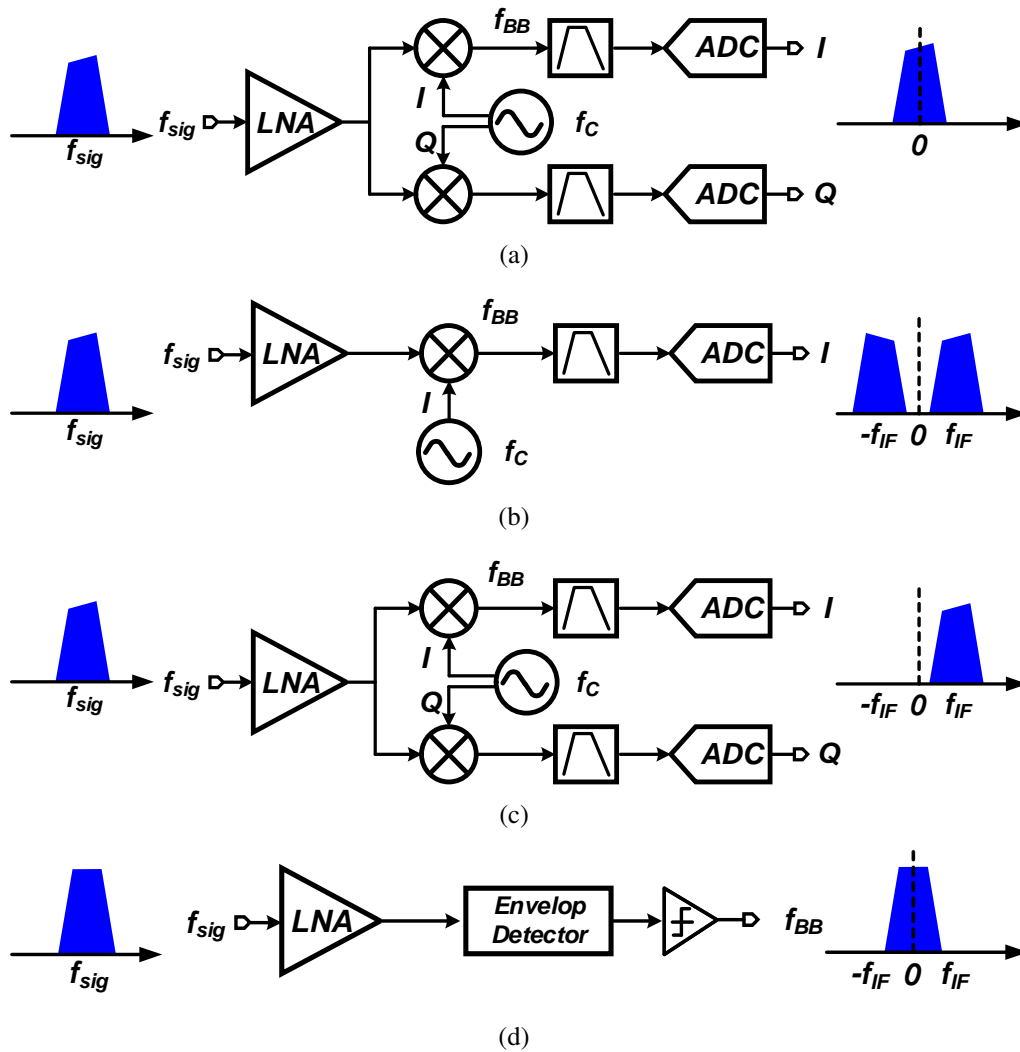 f_BB
ADC I
I
f_sig LNA f_C 0
f_sig
Q
ADC Q
(a)
f_BB
f_sig LNA ADC I
f_sig I -f_IF 0 f_IF
f_C
(b)
f_BB
ADC I
I
f_sig LNA f_C -f_IF 0 f_IF
f_sig
Q
ADC Q
(c)
f_sig LNA Envelop Detector f_BB
f_sig -f_IF 0 f_IF
(d)